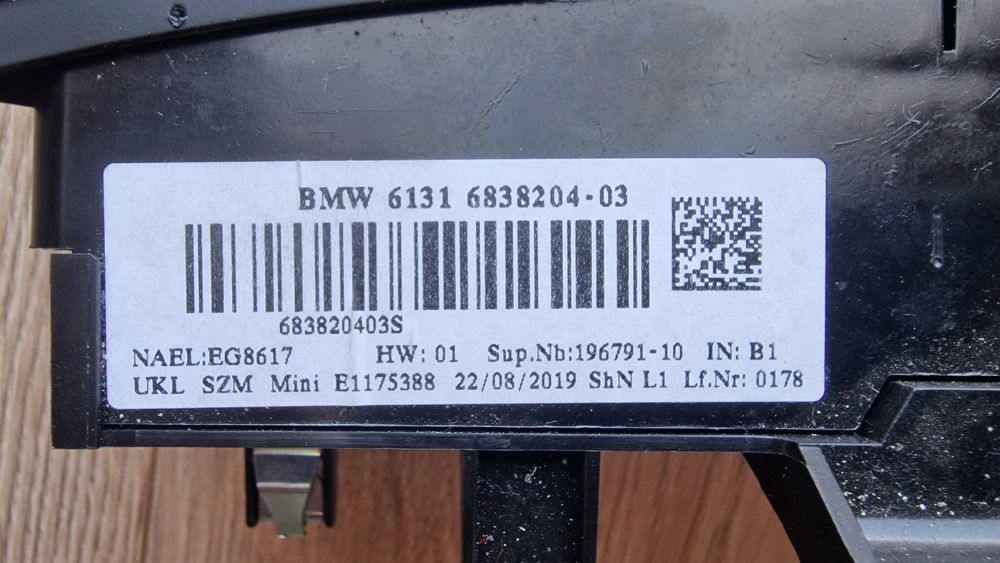 BMW 6131 6838204-03
683820403S
NAEL:EG8617 HW: 01 Sup.Nb:196791-10 IN: B1
UKL SZM Mini E1175388 22/08/2019 ShN L1 Lf.Nr: 0178